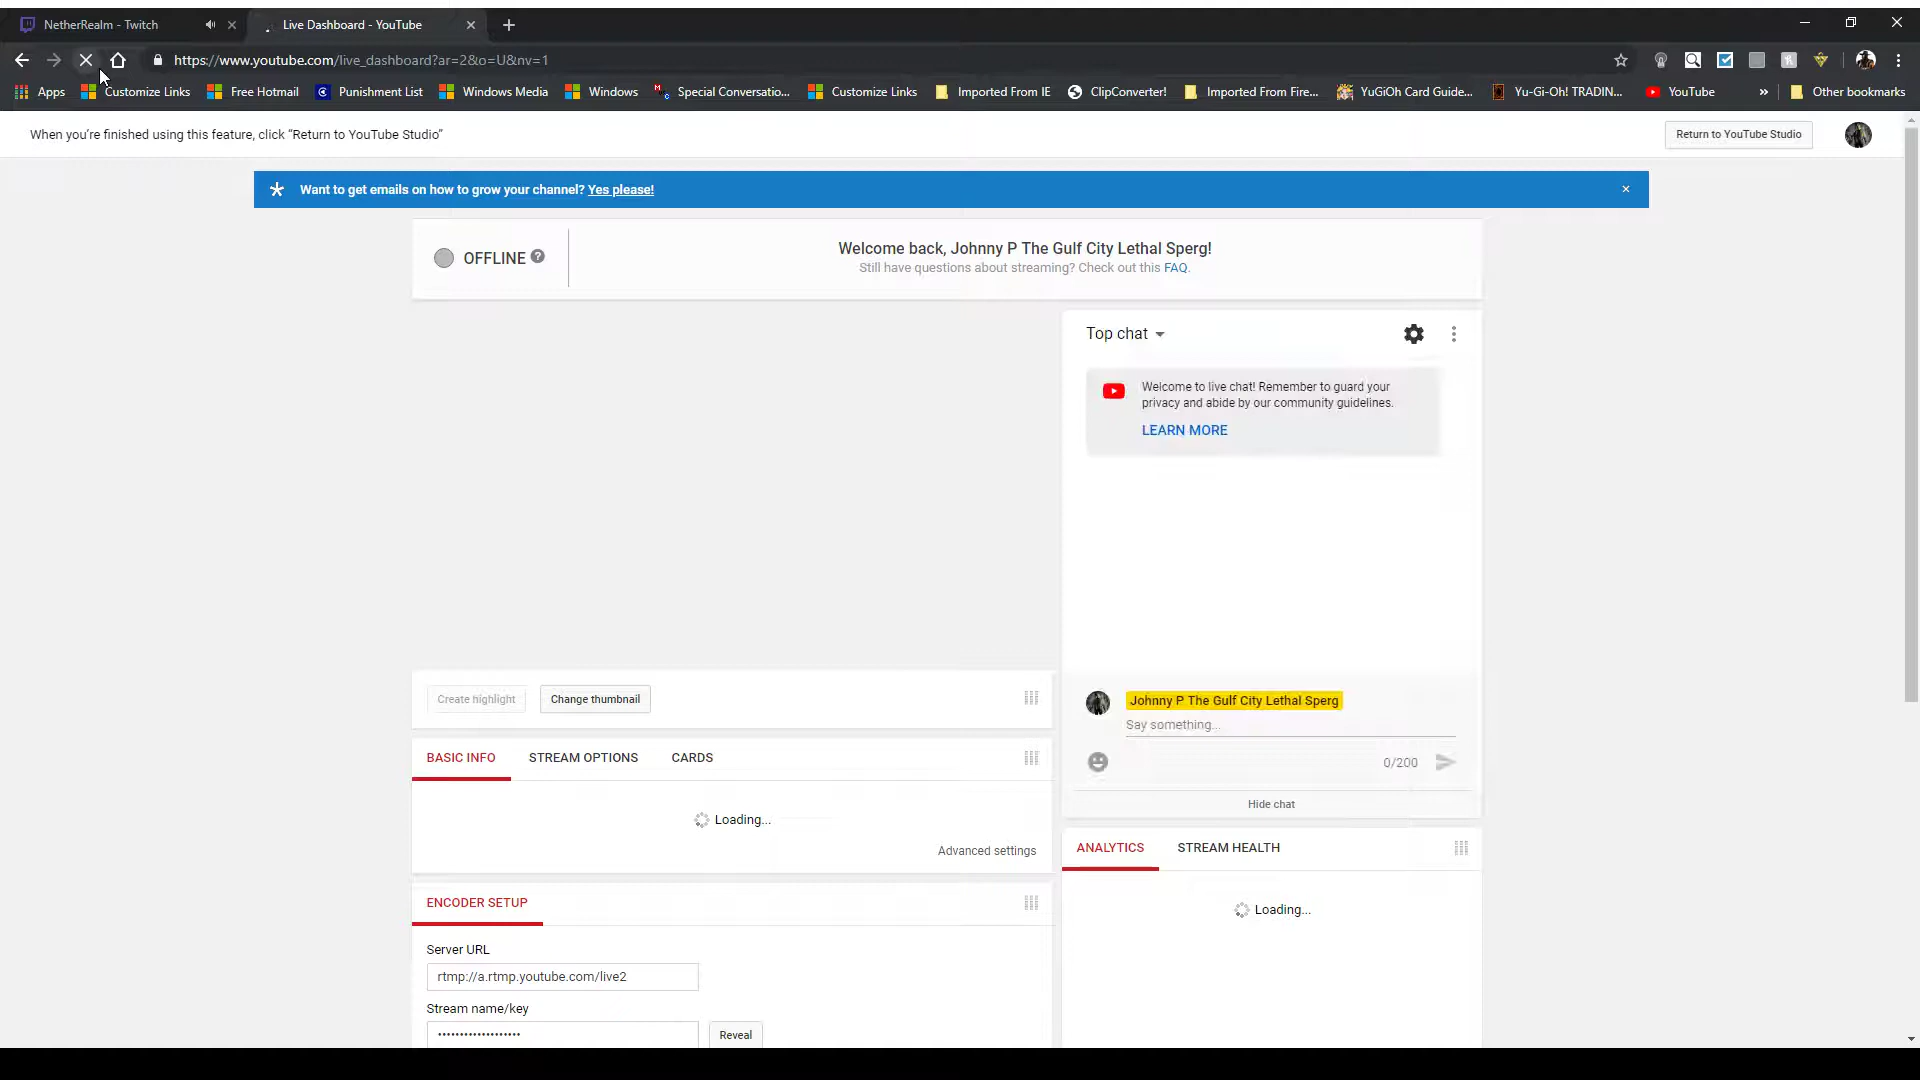 NetherRealm - Twitch
Live Dashboard - YouTube
https://www.youtube.com/live_dashboard?ar=2&o=U&nv=1
Apps
Customize Links
Free Hotmail
Punishment List
Windows Media
Windows
Special Conversatio...
Customize Links
Imported From IE
ClipConverter!
Imported From Fire...
YuGiOh Card Guide...
Yu-Gi-Oh! TRADIN...
YouTube
»
Other bookmarks
When you're finished using this feature, click "Return to YouTube Studio"
Return to YouTube Studio
Want to get emails on how to grow your channel? Yes please!
OFFLINE
Welcome back, Johnny P The Gulf City Lethal Sperg!
Still have questions about streaming? Check out this FAQ.
Top chat
Welcome to live chat! Remember to guard your
privacy and abide by our community guidelines.
LEARN MORE
Create highlight
Change thumbnail
Johnny P The Gulf City Lethal Sperg
Say something...
0/200
Hide chat
BASIC INFO
STREAM OPTIONS
CARDS
Loading...
Advanced settings
ANALYTICS
STREAM HEALTH
Loading...
ENCODER SETUP
Server URL
rtmp://a.rtmp.youtube.com/live2
Stream name/key
•••••••••••••••••••
Reveal